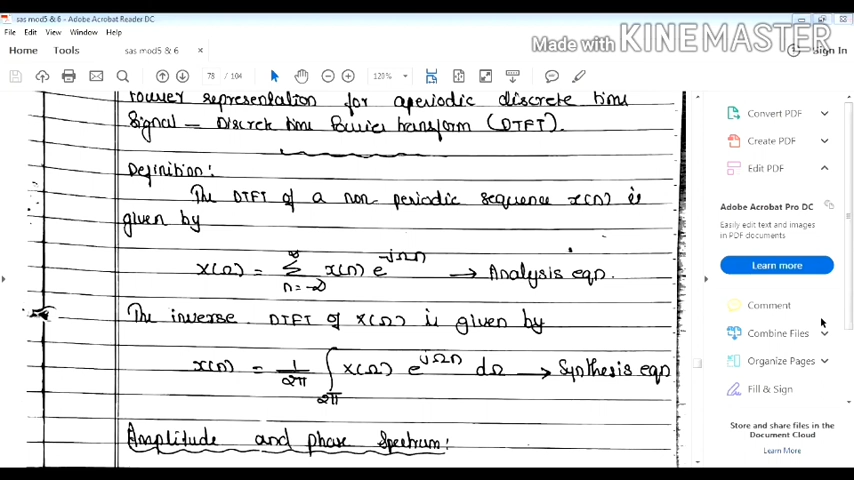 sas mod5 & 6 - Adobe Acrobat Reader DC
File Edit View Window Help
Home Tools sas mod5 & 6 ×
Made with KINEMASTER
Sign In
78 / 104 120%
Fourier representation for aperiodic discrete time
Signal – Discrete time Fourier transform (DTFT).
Definition:
The DTFT of a non periodic sequence x(n) is
given by
X(Ω) = ∑ n=-∞ ∞ x(n) e^-jΩn → Analysis eqn.
The inverse DTFT of X(Ω) is given by
x(n) = 1/2π ∫ 2π X(Ω) e^jΩn dΩ → Synthesis eqn
Amplitude and phase Spectrum:
Convert PDF
Create PDF
Edit PDF
Adobe Acrobat Pro DC
Easily edit text and images
in PDF documents
Learn more
Comment
Combine Files
Organize Pages
Fill & Sign
Store and share files in the
Document Cloud
Learn More